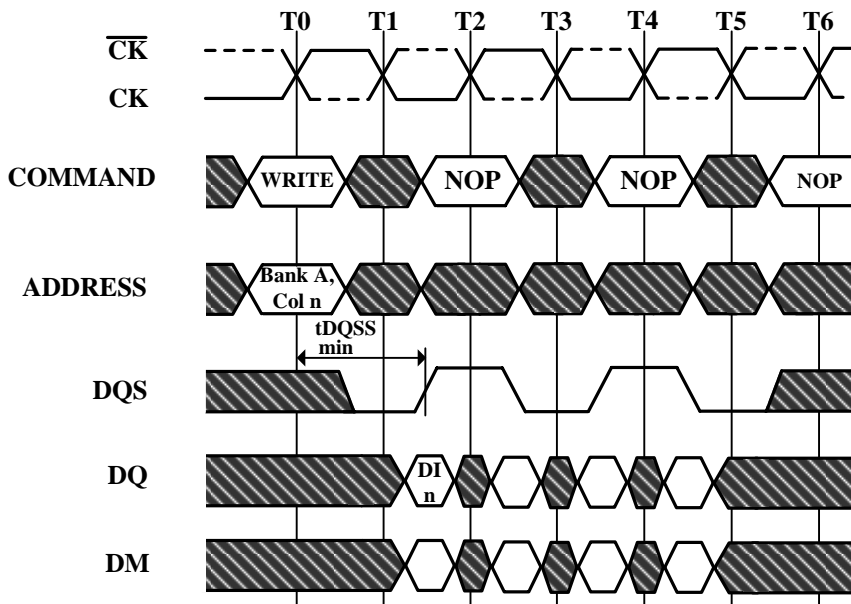 T0 T1 T2 T3 T4 T5 T6
CK
CK
COMMAND WRITE NOP NOP NOP
ADDRESS Bank A,
Col n
tDQSS
min
DQS
DQ DI
n
DM